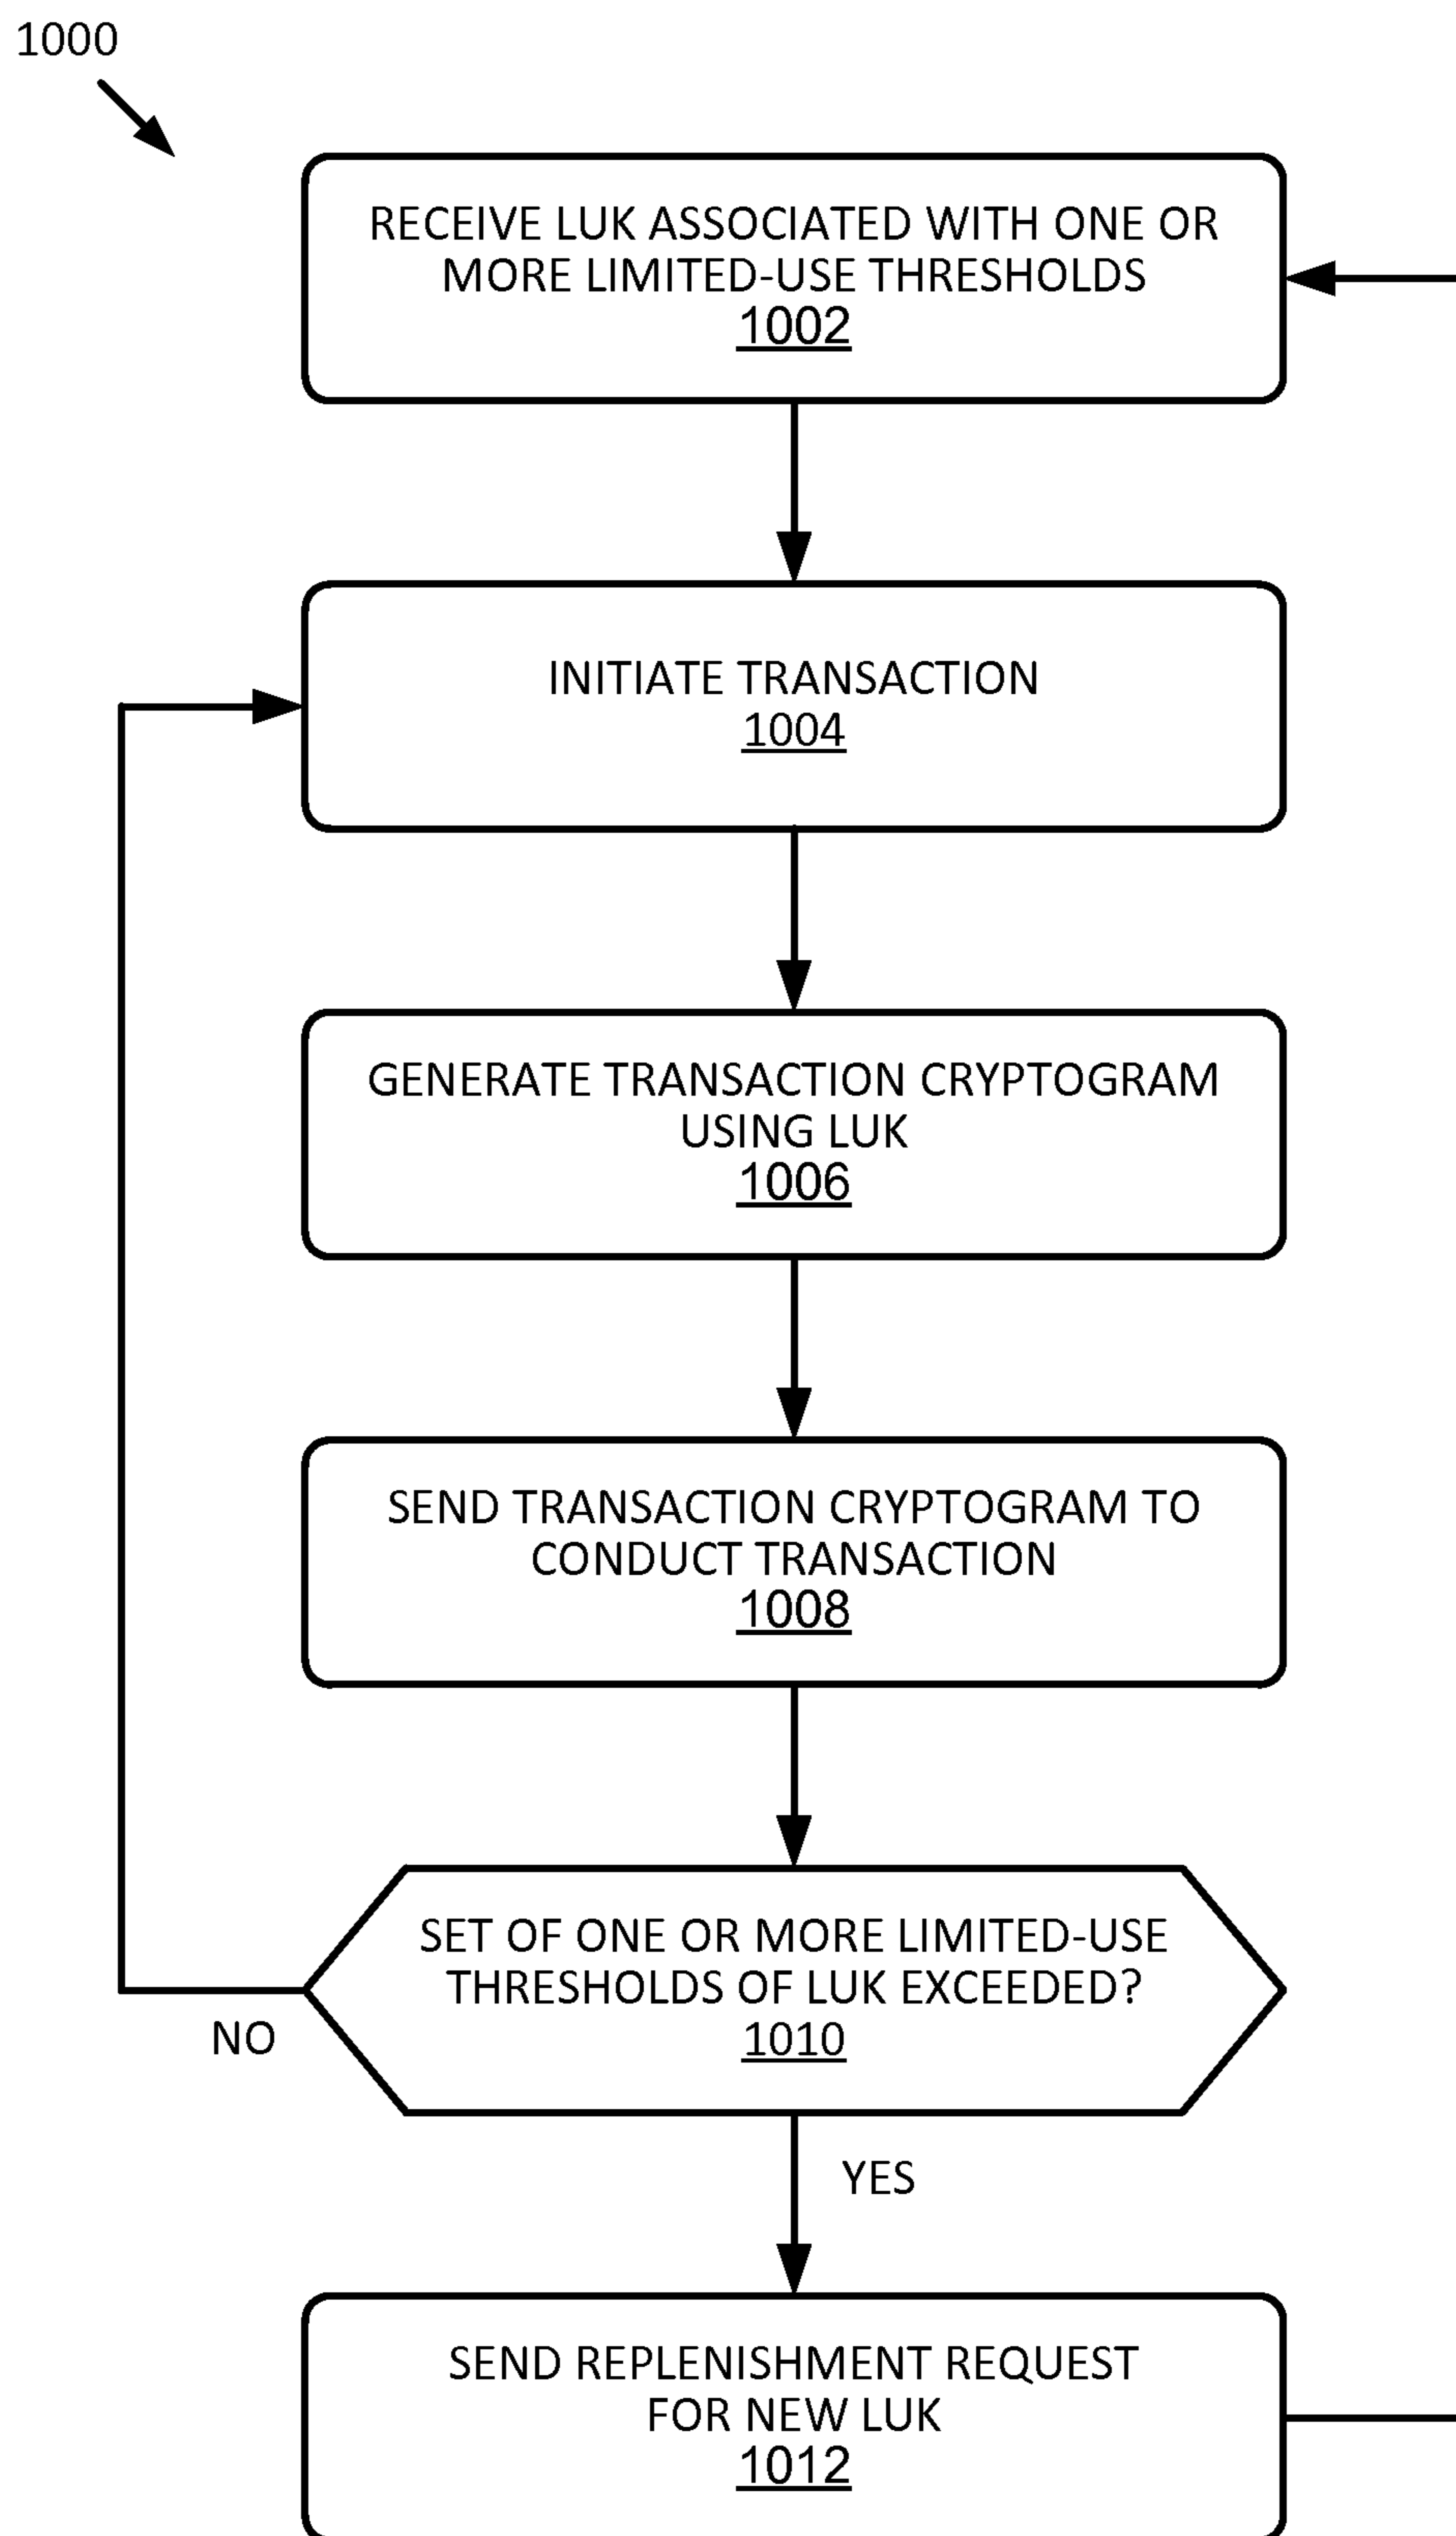 1000
RECEIVE LUK ASSOCIATED WITH ONE OR
MORE LIMITED-USE THRESHOLDS
1002
INITIATE TRANSACTION
1004
GENERATE TRANSACTION CRYPTOGRAM
USING LUK
1006
SEND TRANSACTION CRYPTOGRAM TO
CONDUCT TRANSACTION
1008
SET OF ONE OR MORE LIMITED-USE
THRESHOLDS OF LUK EXCEEDED?
1010
NO
YES
SEND REPLENISHMENT REQUEST
FOR NEW LUK
1012